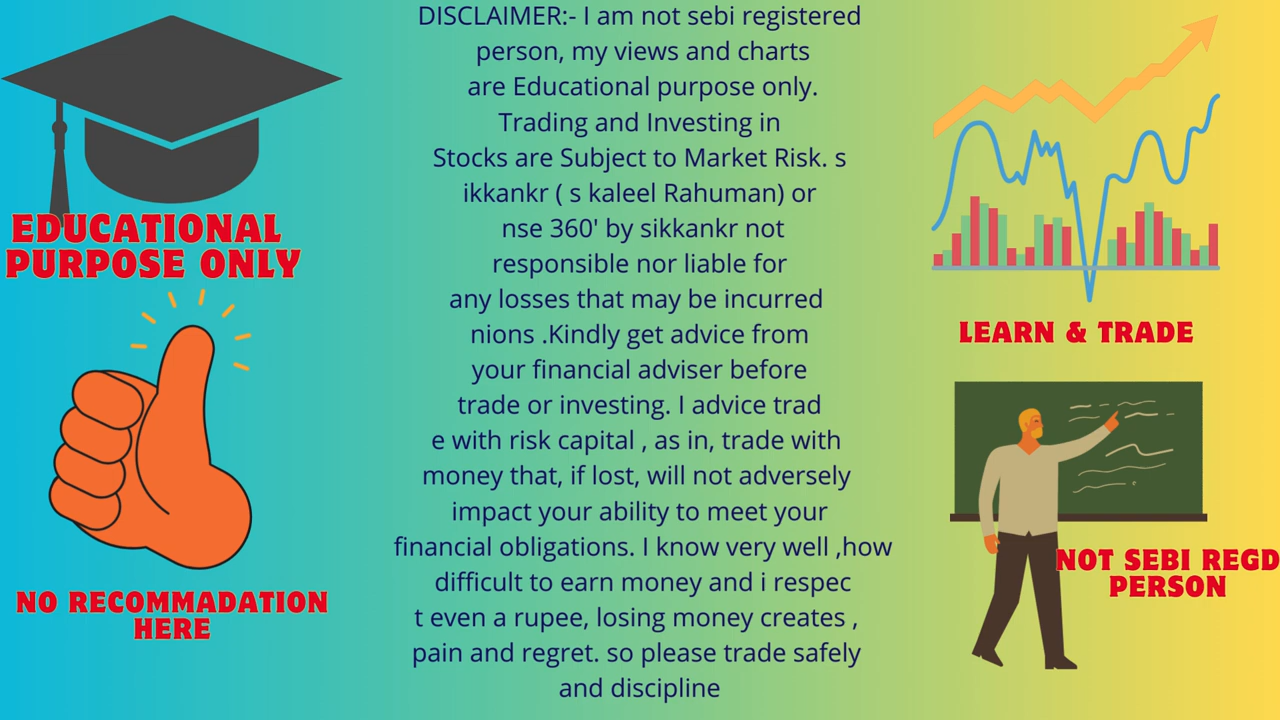 DISCLAIMER:- I am not sebi registered
person, my views and charts
are Educational purpose only.
Trading and Investing in
Stocks are Subject to Market Risk. s
ikkankr ( s kaleel Rahuman) or
nse 360' by sikkankr not
responsible nor liable for
any losses that may be incurred
nions .Kindly get advice from
your financial adviser before
trade or investing. I advice trad
e with risk capital , as in, trade with
money that, if lost, will not adversely
impact your ability to meet your
financial obligations. I know very well ,how
difficult to earn money and i respec
t even a rupee, losing money creates ,
pain and regret. so please trade safely
and discipline
EDUCATIONAL
PURPOSE ONLY
NO RECOMMADATION
HERE
LEARN & TRADE
NOT SEBI REGD
PERSON